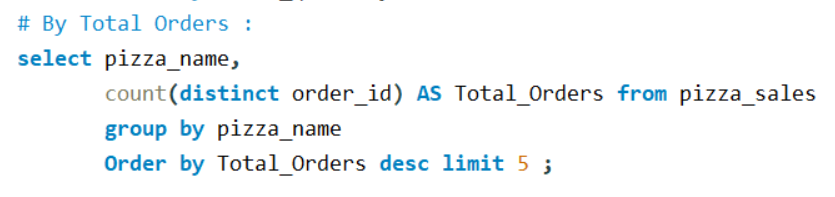 # By Total Orders :
select pizza_name,
count(distinct order_id) AS Total_Orders from pizza_sales
group by pizza_name
Order by Total_Orders desc limit 5 ;